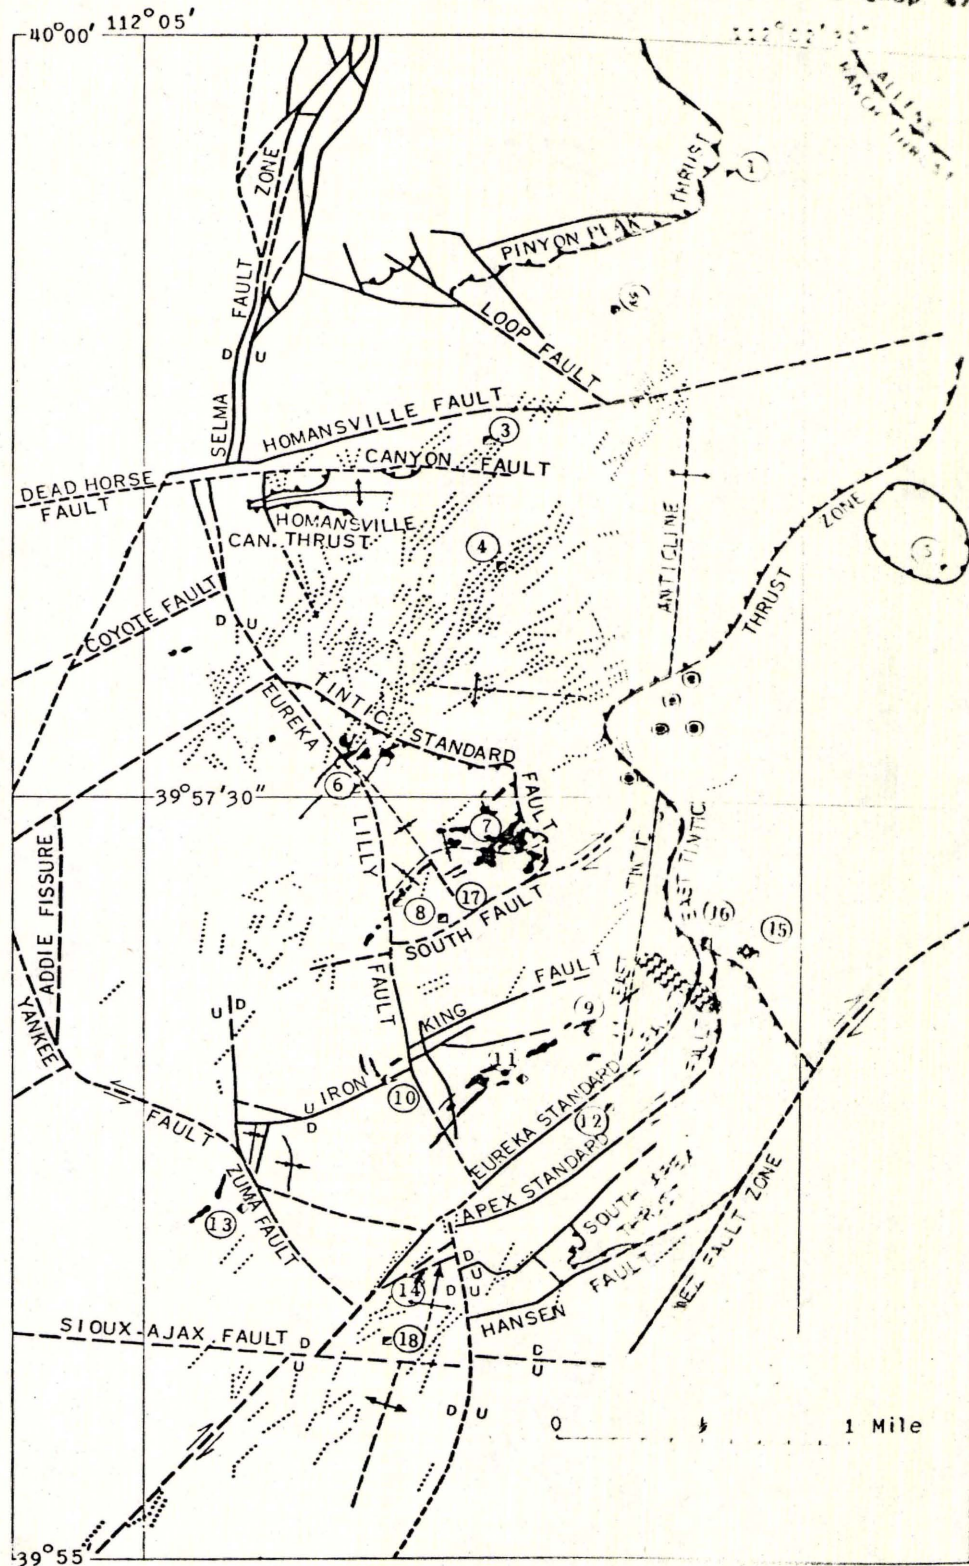 112°05'
40°00'
THRUST
ZONE
1
PINYON PEAK
FAULT
LOOP FAULT
D U
SELMA
HOMANSVILLE FAULT
3
CANYON FAULT
DEAD HORSE
FAULT
HOMANSVILLE
CAN. THRUST
ZONE
4
5
ANTICLINE
THRUST
COYOTE FAULT
D U
EUREKA
TINTIC STANDARD
FAULT
6
39°57'30"
LILLY
7
ADDIE FISSURE
EAST TINTIC
8
17
SOUTH FAULT
16
15
FAULT
FAULT
YANKEE
U D
KING
9
EAST
11
IRON
10
U
D
FAULT
EUREKA STANDARD
12
APEX STANDARD
ZUMA FAULT
13
SOUTH
D
U
14
D U
HANSEN FAULT
FAULT ZONE
SIOUX-AJAX FAULT
D
U
18
D
U
D U
0
1 Mile
39°55